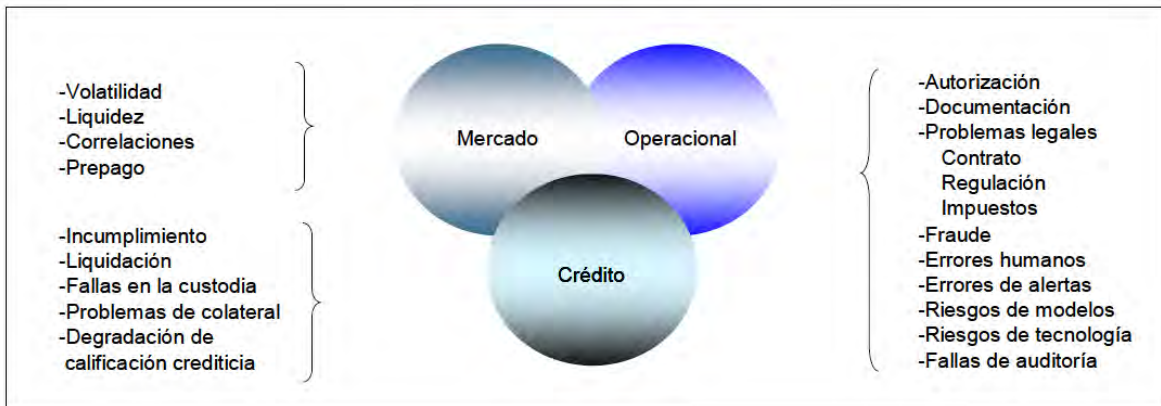 -Volatilidad
-Liquidez
-Correlaciones
-Prepago
-Incumplimiento
-Liquidación
-Fallas en la custodia
-Problemas de colateral
-Degradación de
calificación crediticia
Mercado
Operacional
Crédito
-Autorización
-Documentación
-Problemas legales
Contrato
Regulación
Impuestos
-Fraude
-Errores humanos
-Errores de alertas
-Riesgos de modelos
-Riesgos de tecnología
-Fallas de auditoría